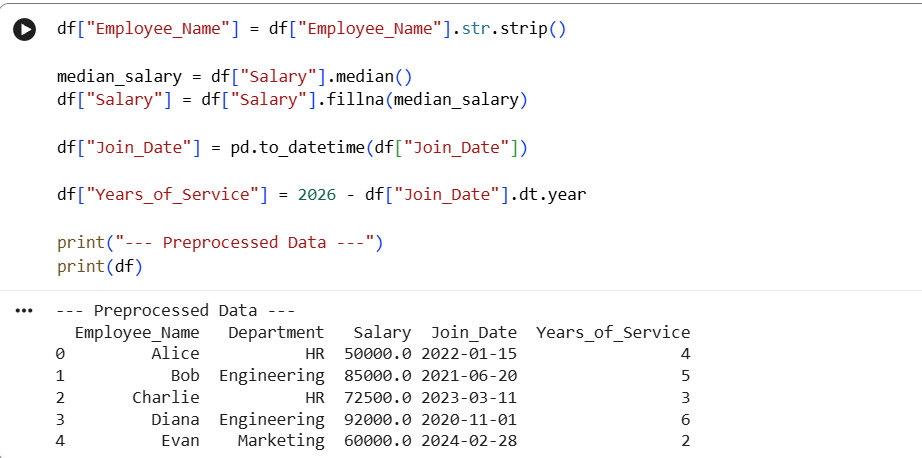 df["Employee_Name"] = df["Employee_Name"].str.strip()
median_salary = df["Salary"].median()
df["Salary"] = df["Salary"].fillna(median_salary)
df["Join_Date"] = pd.to_datetime(df["Join_Date"])
df["Years_of_Service"] = 2026 - df["Join_Date"].dt.year
print("--- Preprocessed Data ---")
print(df)
--- Preprocessed Data ---
  Employee_Name   Department   Salary  Join_Date  Years_of_Service
0         Alice           HR  50000.0 2022-01-15                 4
1           Bob  Engineering  85000.0 2021-06-20                 5
2       Charlie           HR  72500.0 2023-03-11                 3
3         Diana  Engineering  92000.0 2020-11-01                 6
4          Evan    Marketing  60000.0 2024-02-28                 2